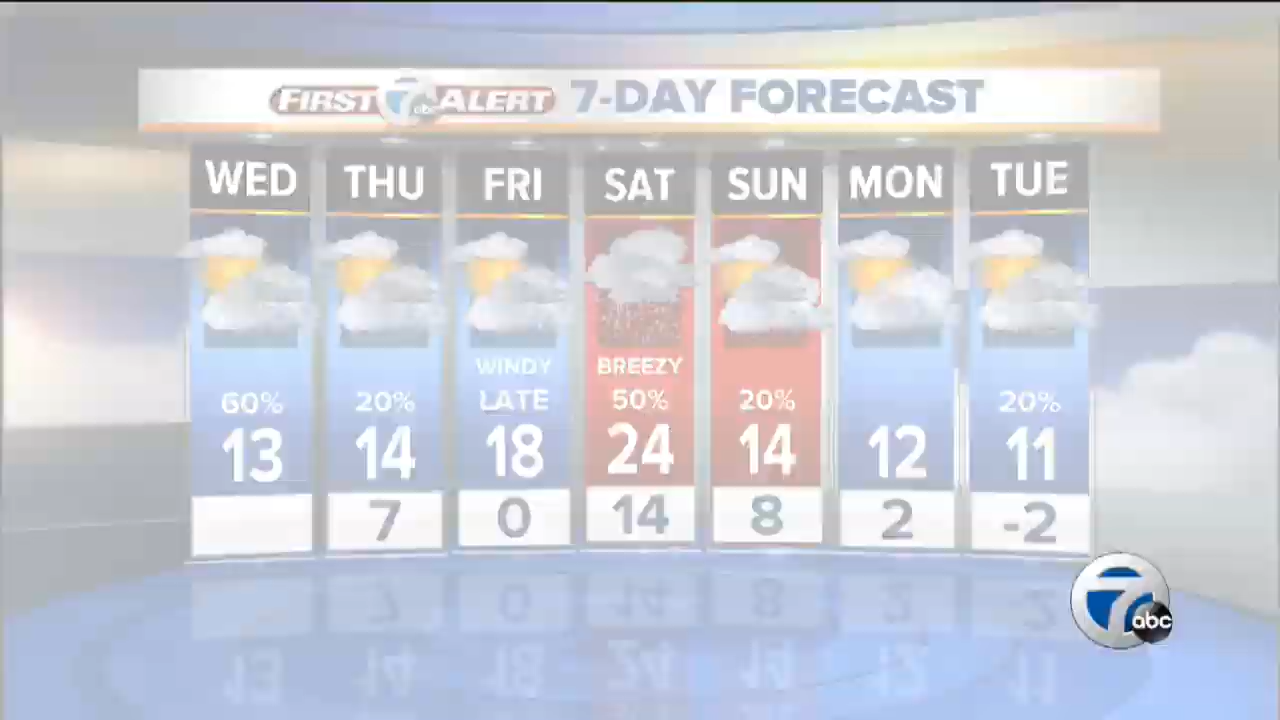 FIRST 7 abc ALERT 7-DAY FORECAST
WED THU FRI SAT SUN MON TUE
WINDY BREEZY
60% 20% LATE 50% 20% 20%
13 14 18 24 14 12 11
7 0 14 8 2 -2
7 abc